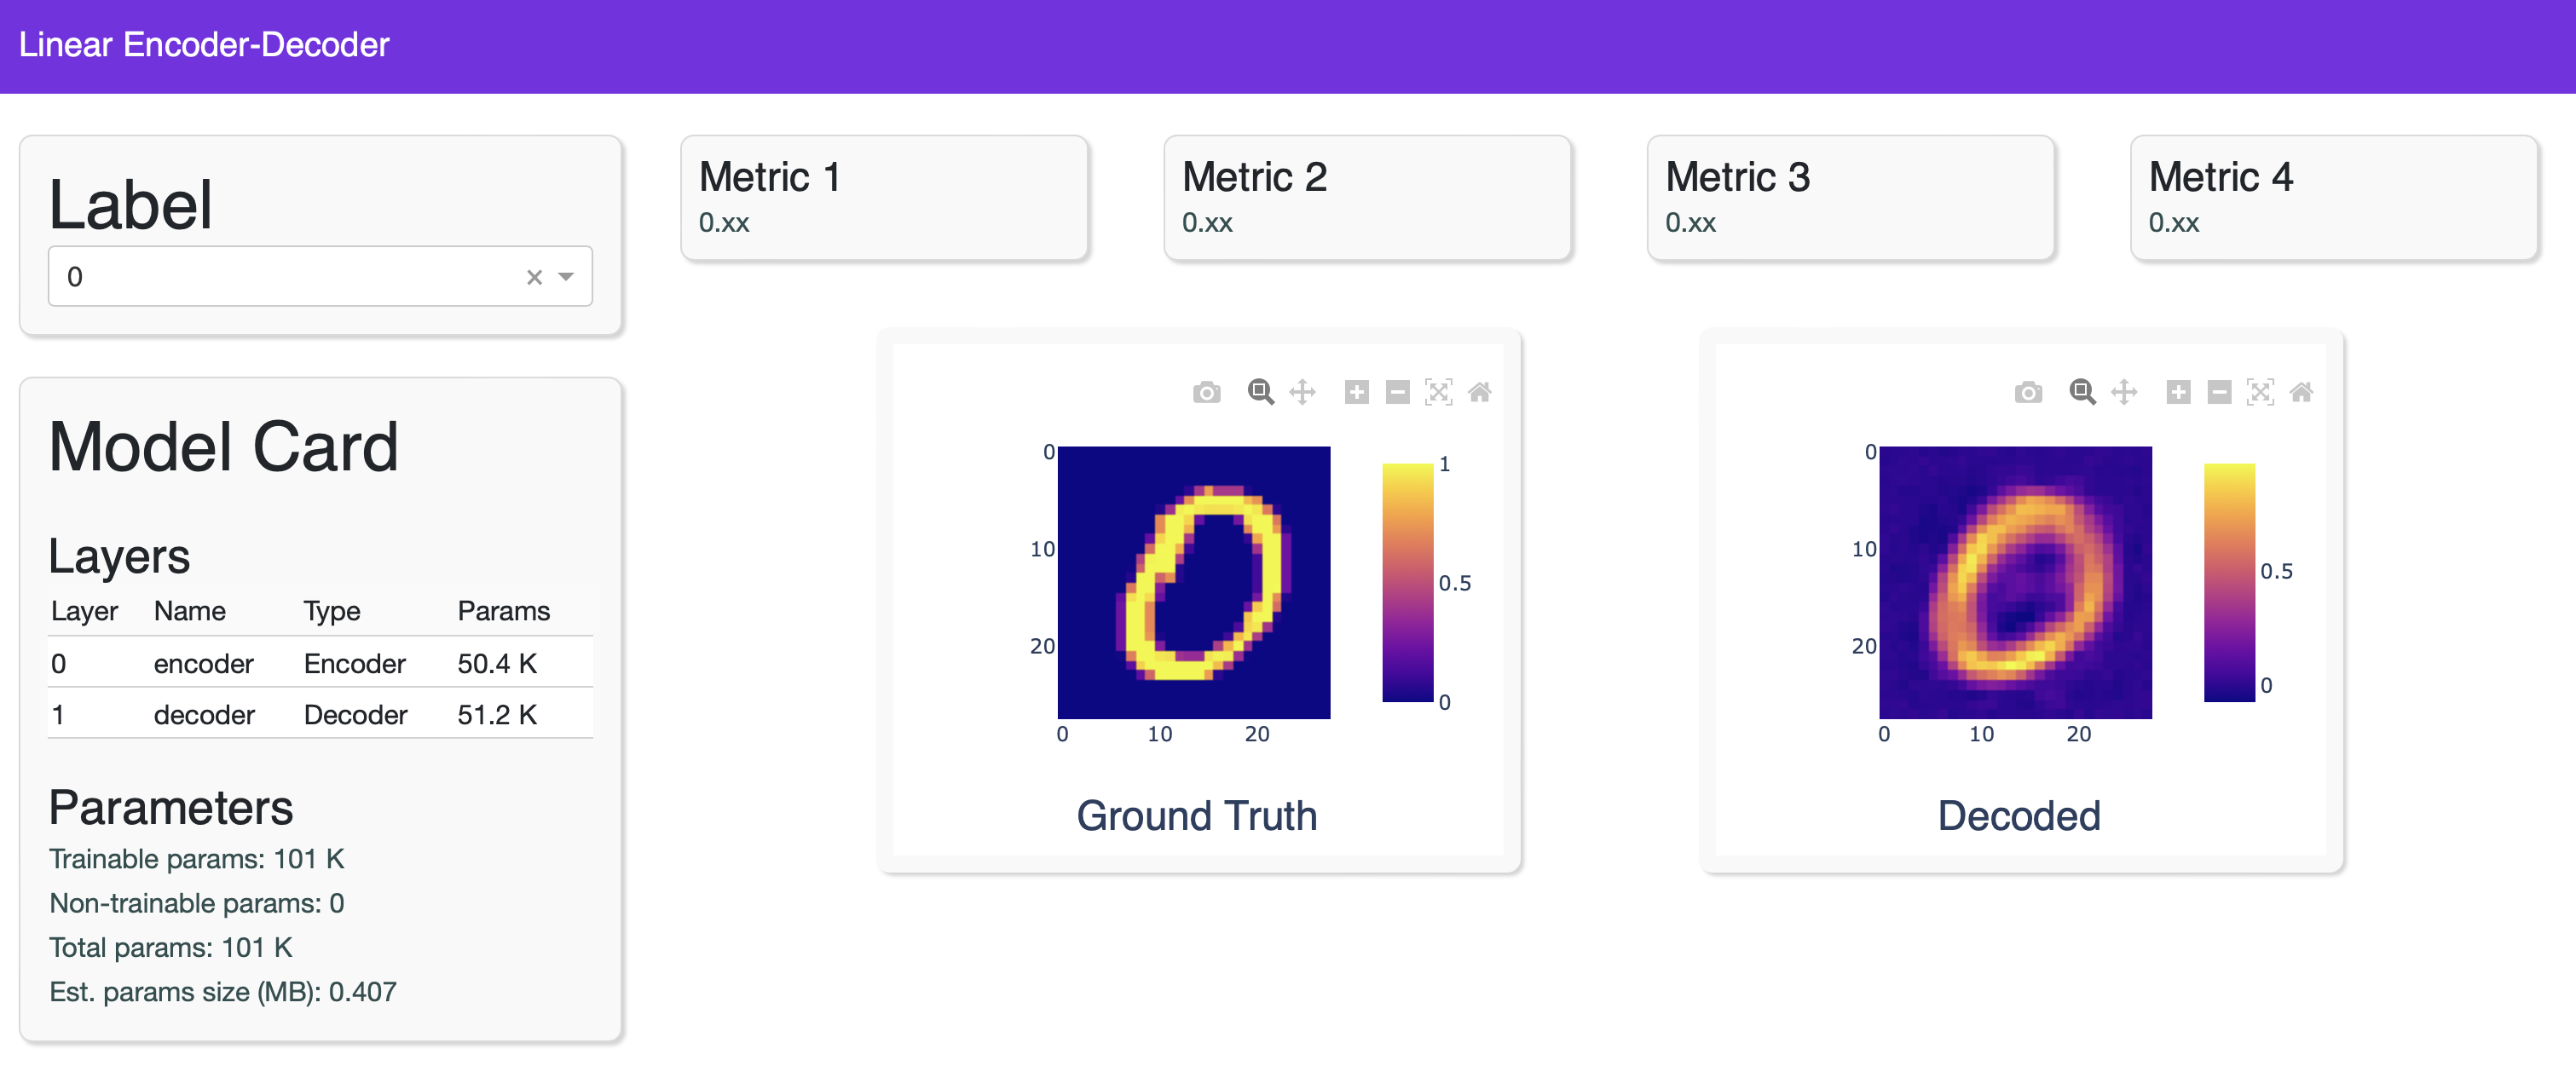 Linear Encoder-Decoder
Label
0
Model Card
Layers
Layer Name Type Params
0 encoder Encoder 50.4 K
1 decoder Decoder 51.2 K
Parameters
Trainable params: 101 K
Non-trainable params: 0
Total params: 101 K
Est. params size (MB): 0.407
Metric 1
0.xx
Metric 2
0.xx
Metric 3
0.xx
Metric 4
0.xx
0
10
20
0 10 20
1
0.5
0
Ground Truth
0
10
20
0 10 20
0.5
0
Decoded